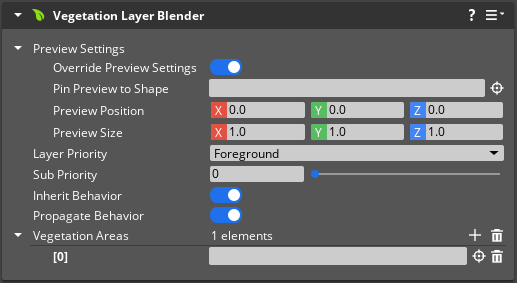 Vegetation Layer Blender ?
Preview Settings
Override Preview Settings
Pin Preview to Shape
Preview Position X 0.0 Y 0.0 Z 0.0
Preview Size X 1.0 Y 1.0 Z 1.0
Layer Priority Foreground
Sub Priority 0
Inherit Behavior
Propagate Behavior
Vegetation Areas 1 elements
[0]